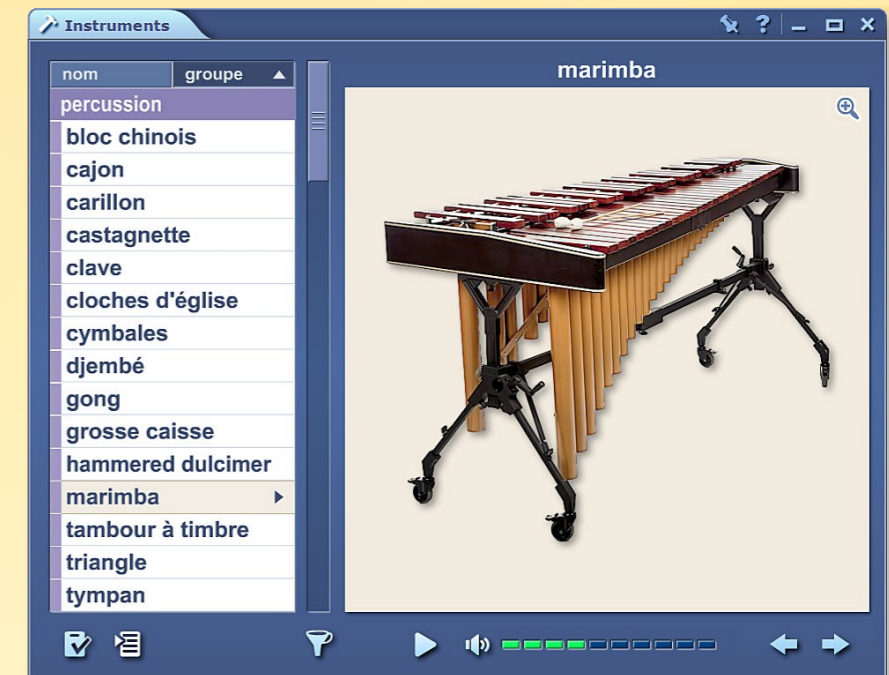 Instruments
?
nom groupe
marimba
percussion
bloc chinois
cajon
carillon
castagnette
clave
cloches d'église
cymbales
djembé
gong
grosse caisse
hammered dulcimer
marimba
tambour à timbre
triangle
tympan